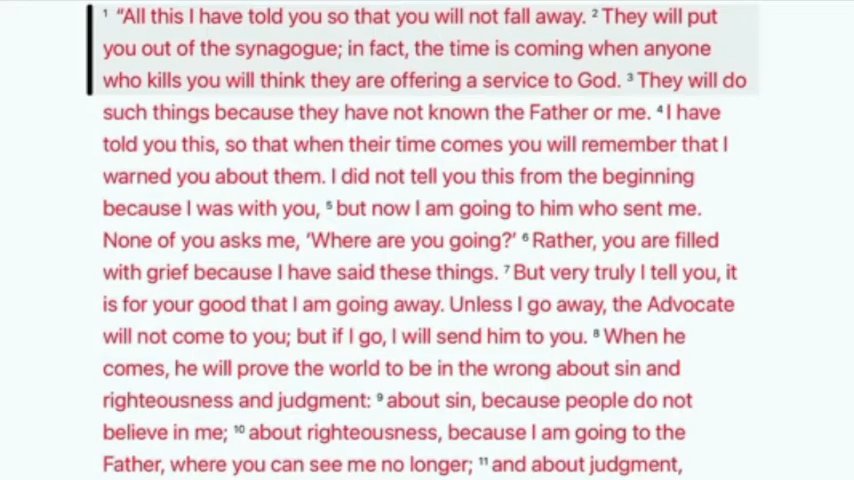 1 “All this I have told you so that you will not fall away. 2 They will put
you out of the synagogue; in fact, the time is coming when anyone
who kills you will think they are offering a service to God. 3 They will do
such things because they have not known the Father or me. 4 I have
told you this, so that when their time comes you will remember that I
warned you about them. I did not tell you this from the beginning
because I was with you, 5 but now I am going to him who sent me.
None of you asks me, ‘Where are you going?’ 6 Rather, you are filled
with grief because I have said these things. 7 But very truly I tell you, it
is for your good that I am going away. Unless I go away, the Advocate
will not come to you; but if I go, I will send him to you. 8 When he
comes, he will prove the world to be in the wrong about sin and
righteousness and judgment: 9 about sin, because people do not
believe in me; 10 about righteousness, because I am going to the
Father, where you can see me no longer; 11 and about judgment,